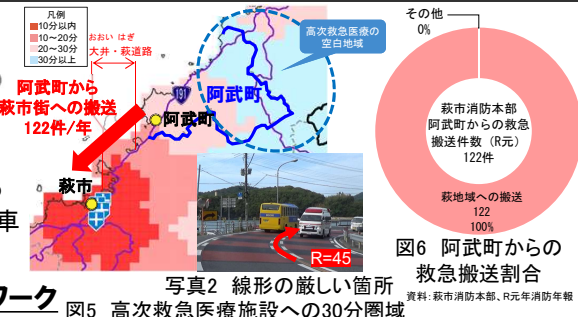 凡例
10分以内
10～20分
20～30分
30分以上
おおい はぎ
大井・萩道路
高次救急医療の
空白地域
阿武町から
萩市街への搬送
122件/年
191
阿武町
阿武町
萩市
車
R=45
ワーク
写真2 線形の厳しい箇所
図5 高次救急医療施設への30分圏域
その他
0%
萩市消防本部
阿武町からの救急
搬送件数（R元）
122件
萩地域への搬送
122
100%
図6 阿武町からの
救急搬送割合
資料：萩市消防本部、R元年消防年報